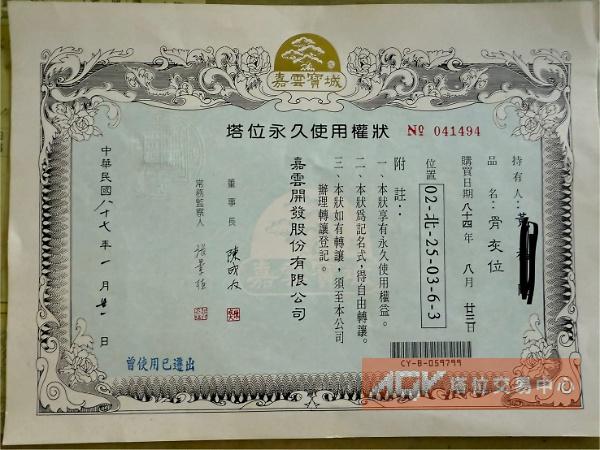 嘉雲寶城
塔位永久使用權狀
№ 041494
持有人：黃
品名：骨灰位
購買日期八十四年 八月 廿三日
位置 02-北-25-03-6-3
附註：
一、本狀享有永久使用權益。
二、本狀為記名式，得自由轉讓。
三、本狀如有轉讓，須至本公司
辦理轉讓登記。
嘉雲開發股份有限公司
董事長
常務監察人
中華民國八十七年 一月 廿一日
曾使用已遷出
CY-B-059799
AGV 塔位交易中心